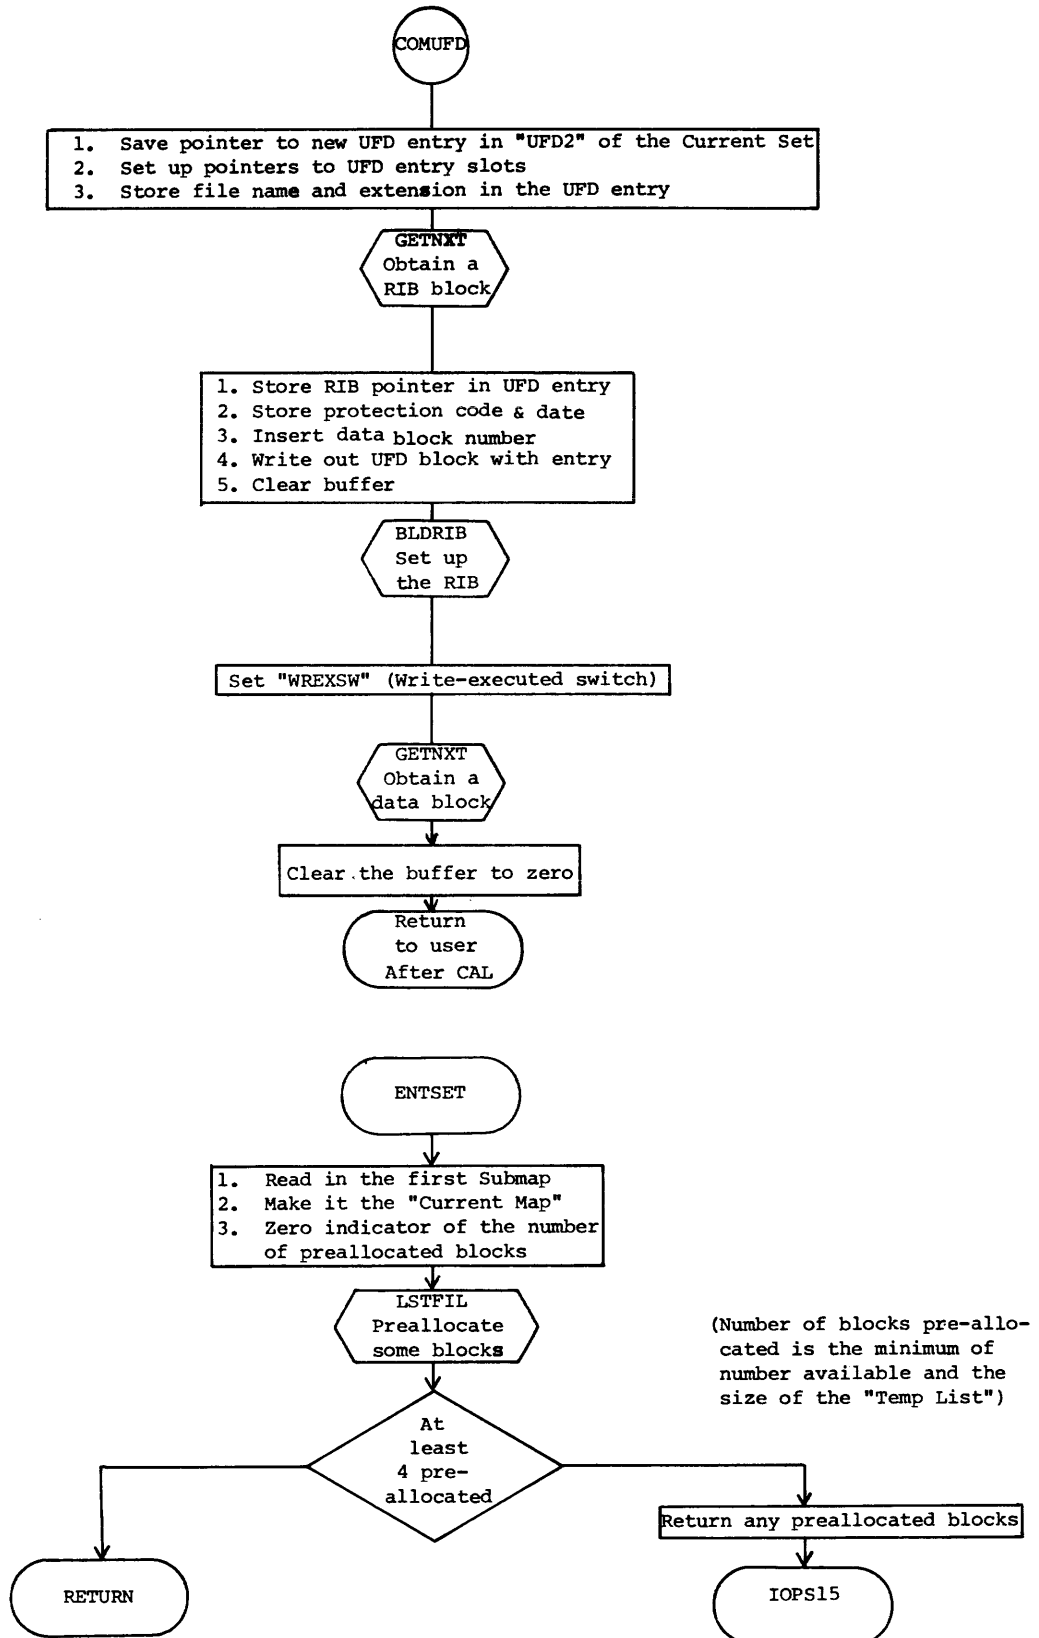 COMUFD
1. Save pointer to new UFD entry in "UFD2" of the Current Set
2. Set up pointers to UFD entry slots
3. Store file name and extension in the UFD entry
GETNXT
Obtain a
RIB block
1. Store RIB pointer in UFD entry
2. Store protection code & date
3. Insert data block number
4. Write out UFD block with entry
5. Clear buffer
BLDRIB
Set up
the RIB
Set "WREXSW" (Write-executed switch)
GETNXT
Obtain a
data block
Clear the buffer to zero
Return
to user
After CAL
ENTSET
1. Read in the first Submap
2. Make it the "Current Map"
3. Zero indicator of the number
of preallocated blocks
LSTFIL
Preallocate
some blocks
(Number of blocks pre-allo-
cated is the minimum of
number available and the
size of the "Temp List")
At
least
4 pre-
allocated
Return any preallocated blocks
RETURN
IOPS15